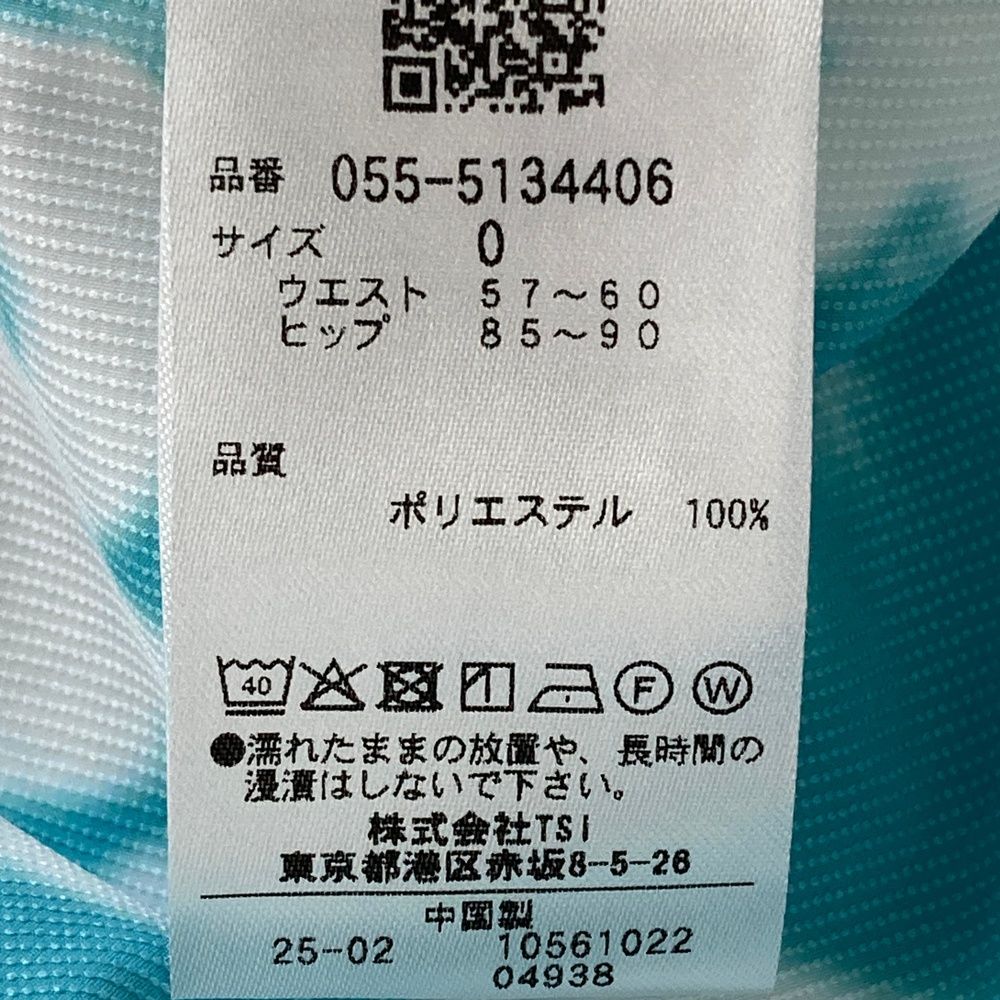 品番 055-5134406
サイズ 0
ウエスト 57~60
ヒップ 85~90
品質
ポリエステル 100%
40 F W
●濡れたままの放置や、長時間の
浸漬はしないで下さい。
株式会社TSI
東京都港区赤坂8-5-26
中国製
25-02 10561022
04938